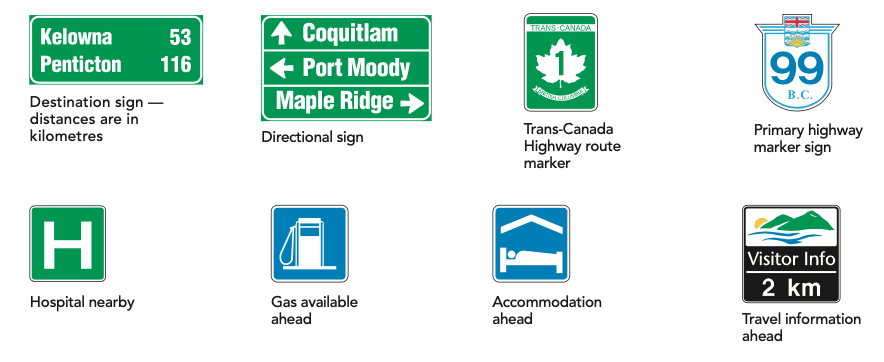 Kelowna 53
Penticton 116
Destination sign —
distances are in
kilometres
Coquitlam
Port Moody
Maple Ridge
Directional sign
TRANS-CANADA
1
BRITISH COLUMBIA
Trans-Canada
Highway route
marker
99
B.C.
Primary highway
marker sign
H
Hospital nearby
Gas available
ahead
Accommodation
ahead
Visitor Info
2 km
Travel information
ahead